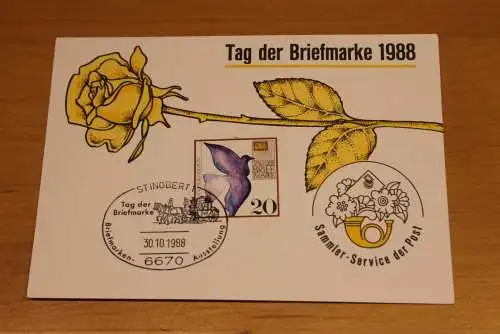 Tag der Briefmarke 1988
ST INGBERT 1
Tag der
Briefmarke
30.10.1988
Briefmarken-Ausstellung
6670
20
Sammler-Service der Post